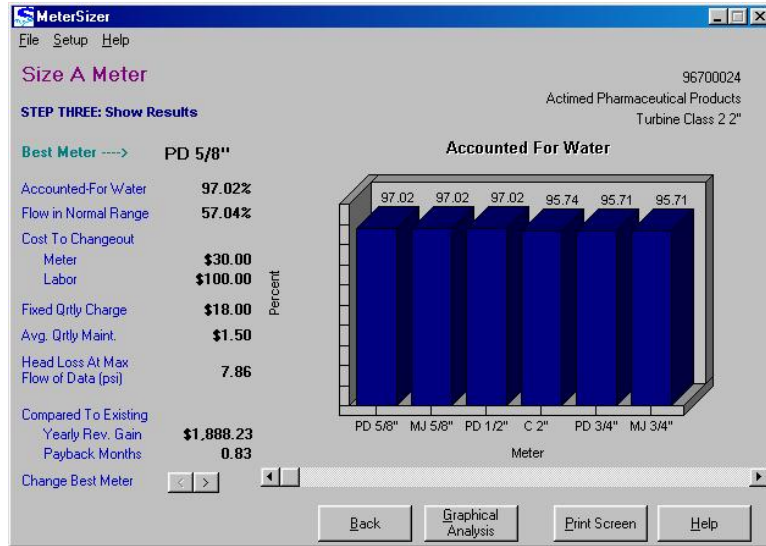 MeterSizer
File Setup Help
Size A Meter
96700024
Actimed Pharmaceutical Products
Turbine Class 2 2"
STEP THREE: Show Results
Best Meter ----> PD 5/8"
Accounted-For Water 97.02%
Flow in Normal Range 57.04%
Cost To Changeout
Meter $30.00
Labor $100.00
Fixed Qrtly Charge $18.00
Avg. Qrtly Maint. $1.50
Head Loss At Max
Flow of Data (psi) 7.86
Compared To Existing
Yearly Rev. Gain $1,888.23
Payback Months 0.83
Change Best Meter < >
Accounted For Water
97.02 97.02 97.02 95.74 95.71 95.71
Percent
PD 5/8" MJ 5/8" PD 1/2" C 2" PD 3/4" MJ 3/4"
Meter
Back
Graphical
Analysis
Print Screen
Help